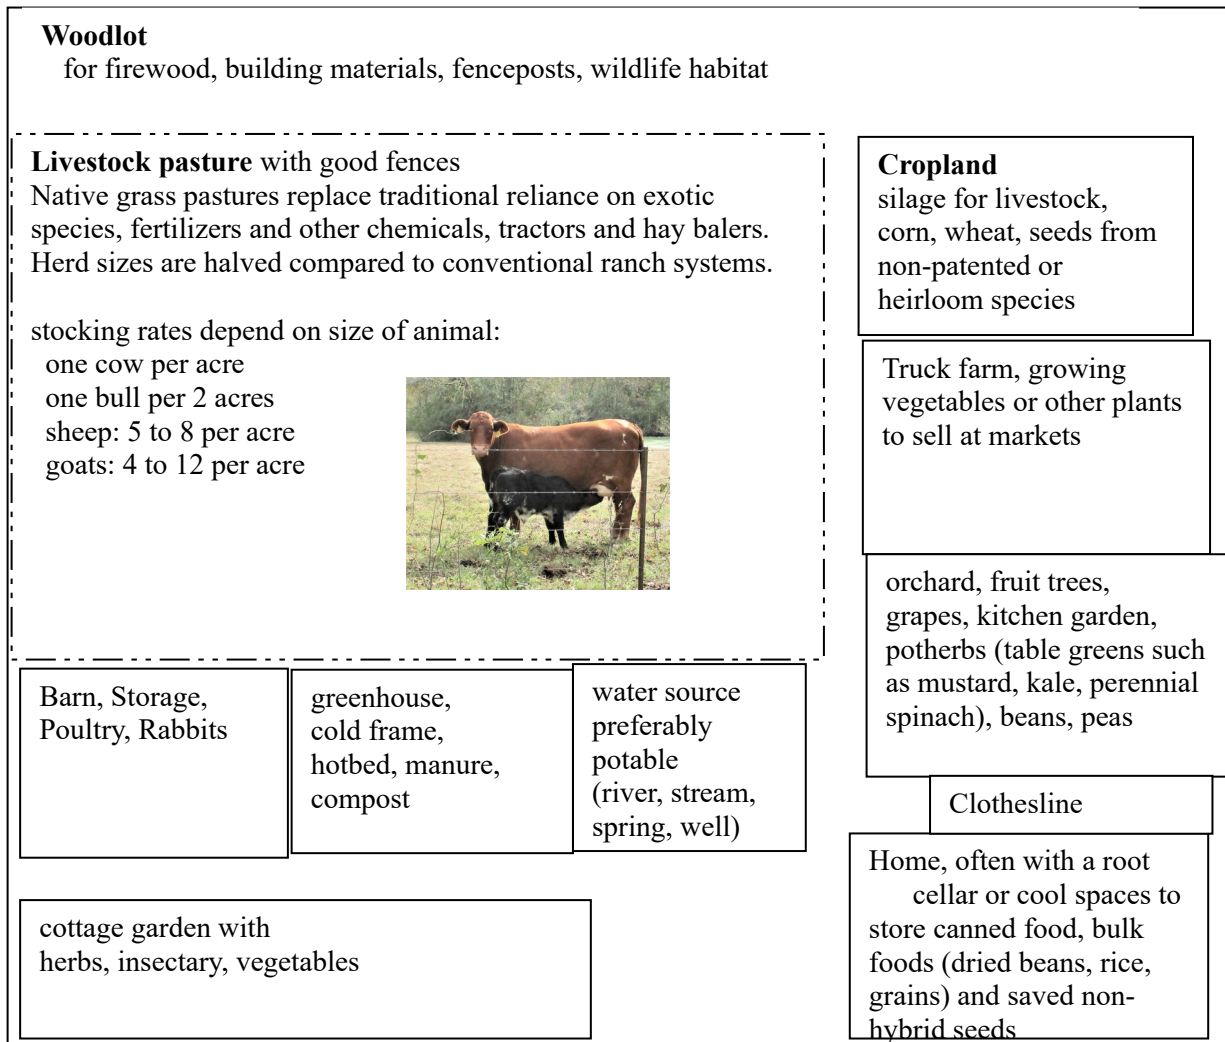 Woodlot
for firewood, building materials, fenceposts, wildlife habitat
Livestock pasture with good fences
Native grass pastures replace traditional reliance on exotic
species, fertilizers and other chemicals, tractors and hay balers.
Herd sizes are halved compared to conventional ranch systems.
stocking rates depend on size of animal:
one cow per acre
one bull per 2 acres
sheep: 5 to 8 per acre
goats: 4 to 12 per acre
Cropland
silage for livestock,
corn, wheat, seeds from
non-patented or
heirloom species
Truck farm, growing
vegetables or other plants
to sell at markets
orchard, fruit trees,
grapes, kitchen garden,
potherbs (table greens such
as mustard, kale, perennial
spinach), beans, peas
Barn, Storage,
Poultry, Rabbits
greenhouse,
cold frame,
hotbed, manure,
compost
water source
preferably
potable
(river, stream,
spring, well)
Clothesline
Home, often with a root
cellar or cool spaces to
store canned food, bulk
foods (dried beans, rice,
grains) and saved non-
hybrid seeds
cottage garden with
herbs, insectary, vegetables